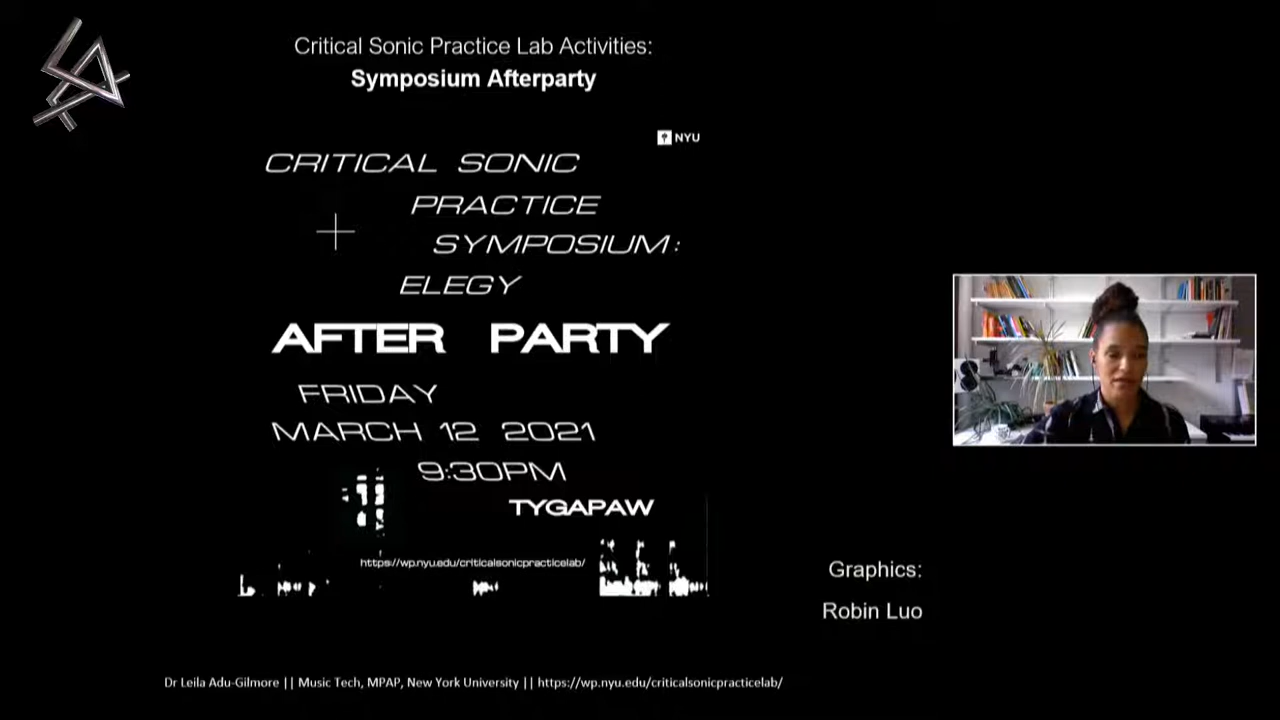 Critical Sonic Practice Lab Activities:
Symposium Afterparty
NYU
CRITICAL SONIC
PRACTICE
SYMPOSIUM:
ELEGY
AFTER PARTY
FRIDAY
MARCH 12 2021
9:30PM
TYGAPAW
https://wp.nyu.edu/criticalsonicpracticelab/
Graphics:
Robin Luo
Dr Leila Adu-Gilmore || Music Tech, MPAP, New York University || https://wp.nyu.edu/criticalsonicpracticelab/